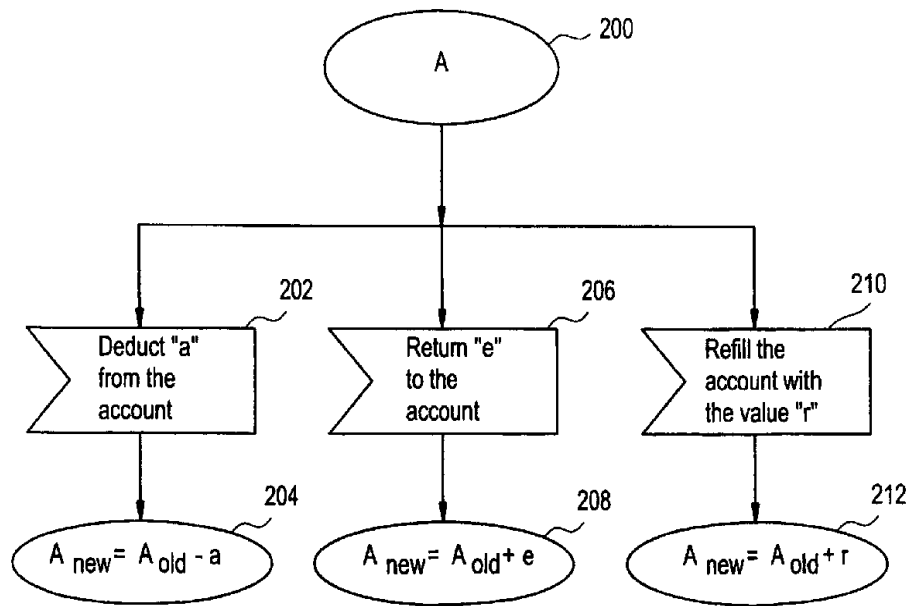 200
A
202
Deduct "a"
from the
account
206
Return "e"
to the
account
210
Refill the
account with
the value "r"
204
A new = A old - a
208
A new = A old + e
212
A new = A old + r